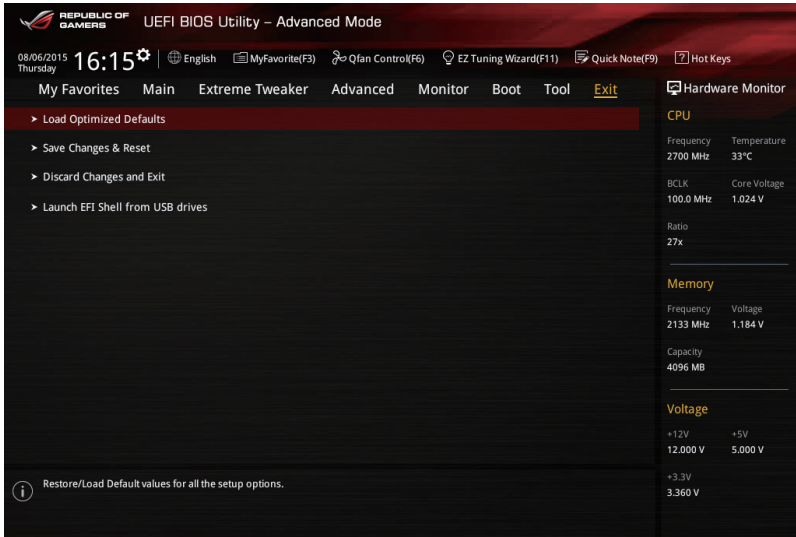 REPUBLIC OF
GAMERS
UEFI BIOS Utility – Advanced Mode
08/06/2015
Thursday
16:15
English
MyFavorite(F3)
Qfan Control(F6)
EZ Tuning Wizard(F11)
Quick Note(F9)
? Hot Keys
My Favorites Main Extreme Tweaker Advanced Monitor Boot Tool Exit
> Load Optimized Defaults
> Save Changes & Reset
> Discard Changes and Exit
> Launch EFI Shell from USB drives
Hardware Monitor
CPU
Frequency Temperature
2700 MHz 33°C
BCLK Core Voltage
100.0 MHz 1.024 V
Ratio
27x
Memory
Frequency Voltage
2133 MHz 1.184 V
Capacity
4096 MB
Voltage
+12V +5V
12.000 V 5.000 V
+3.3V
3.360 V
i
Restore/Load Default values for all the setup options.